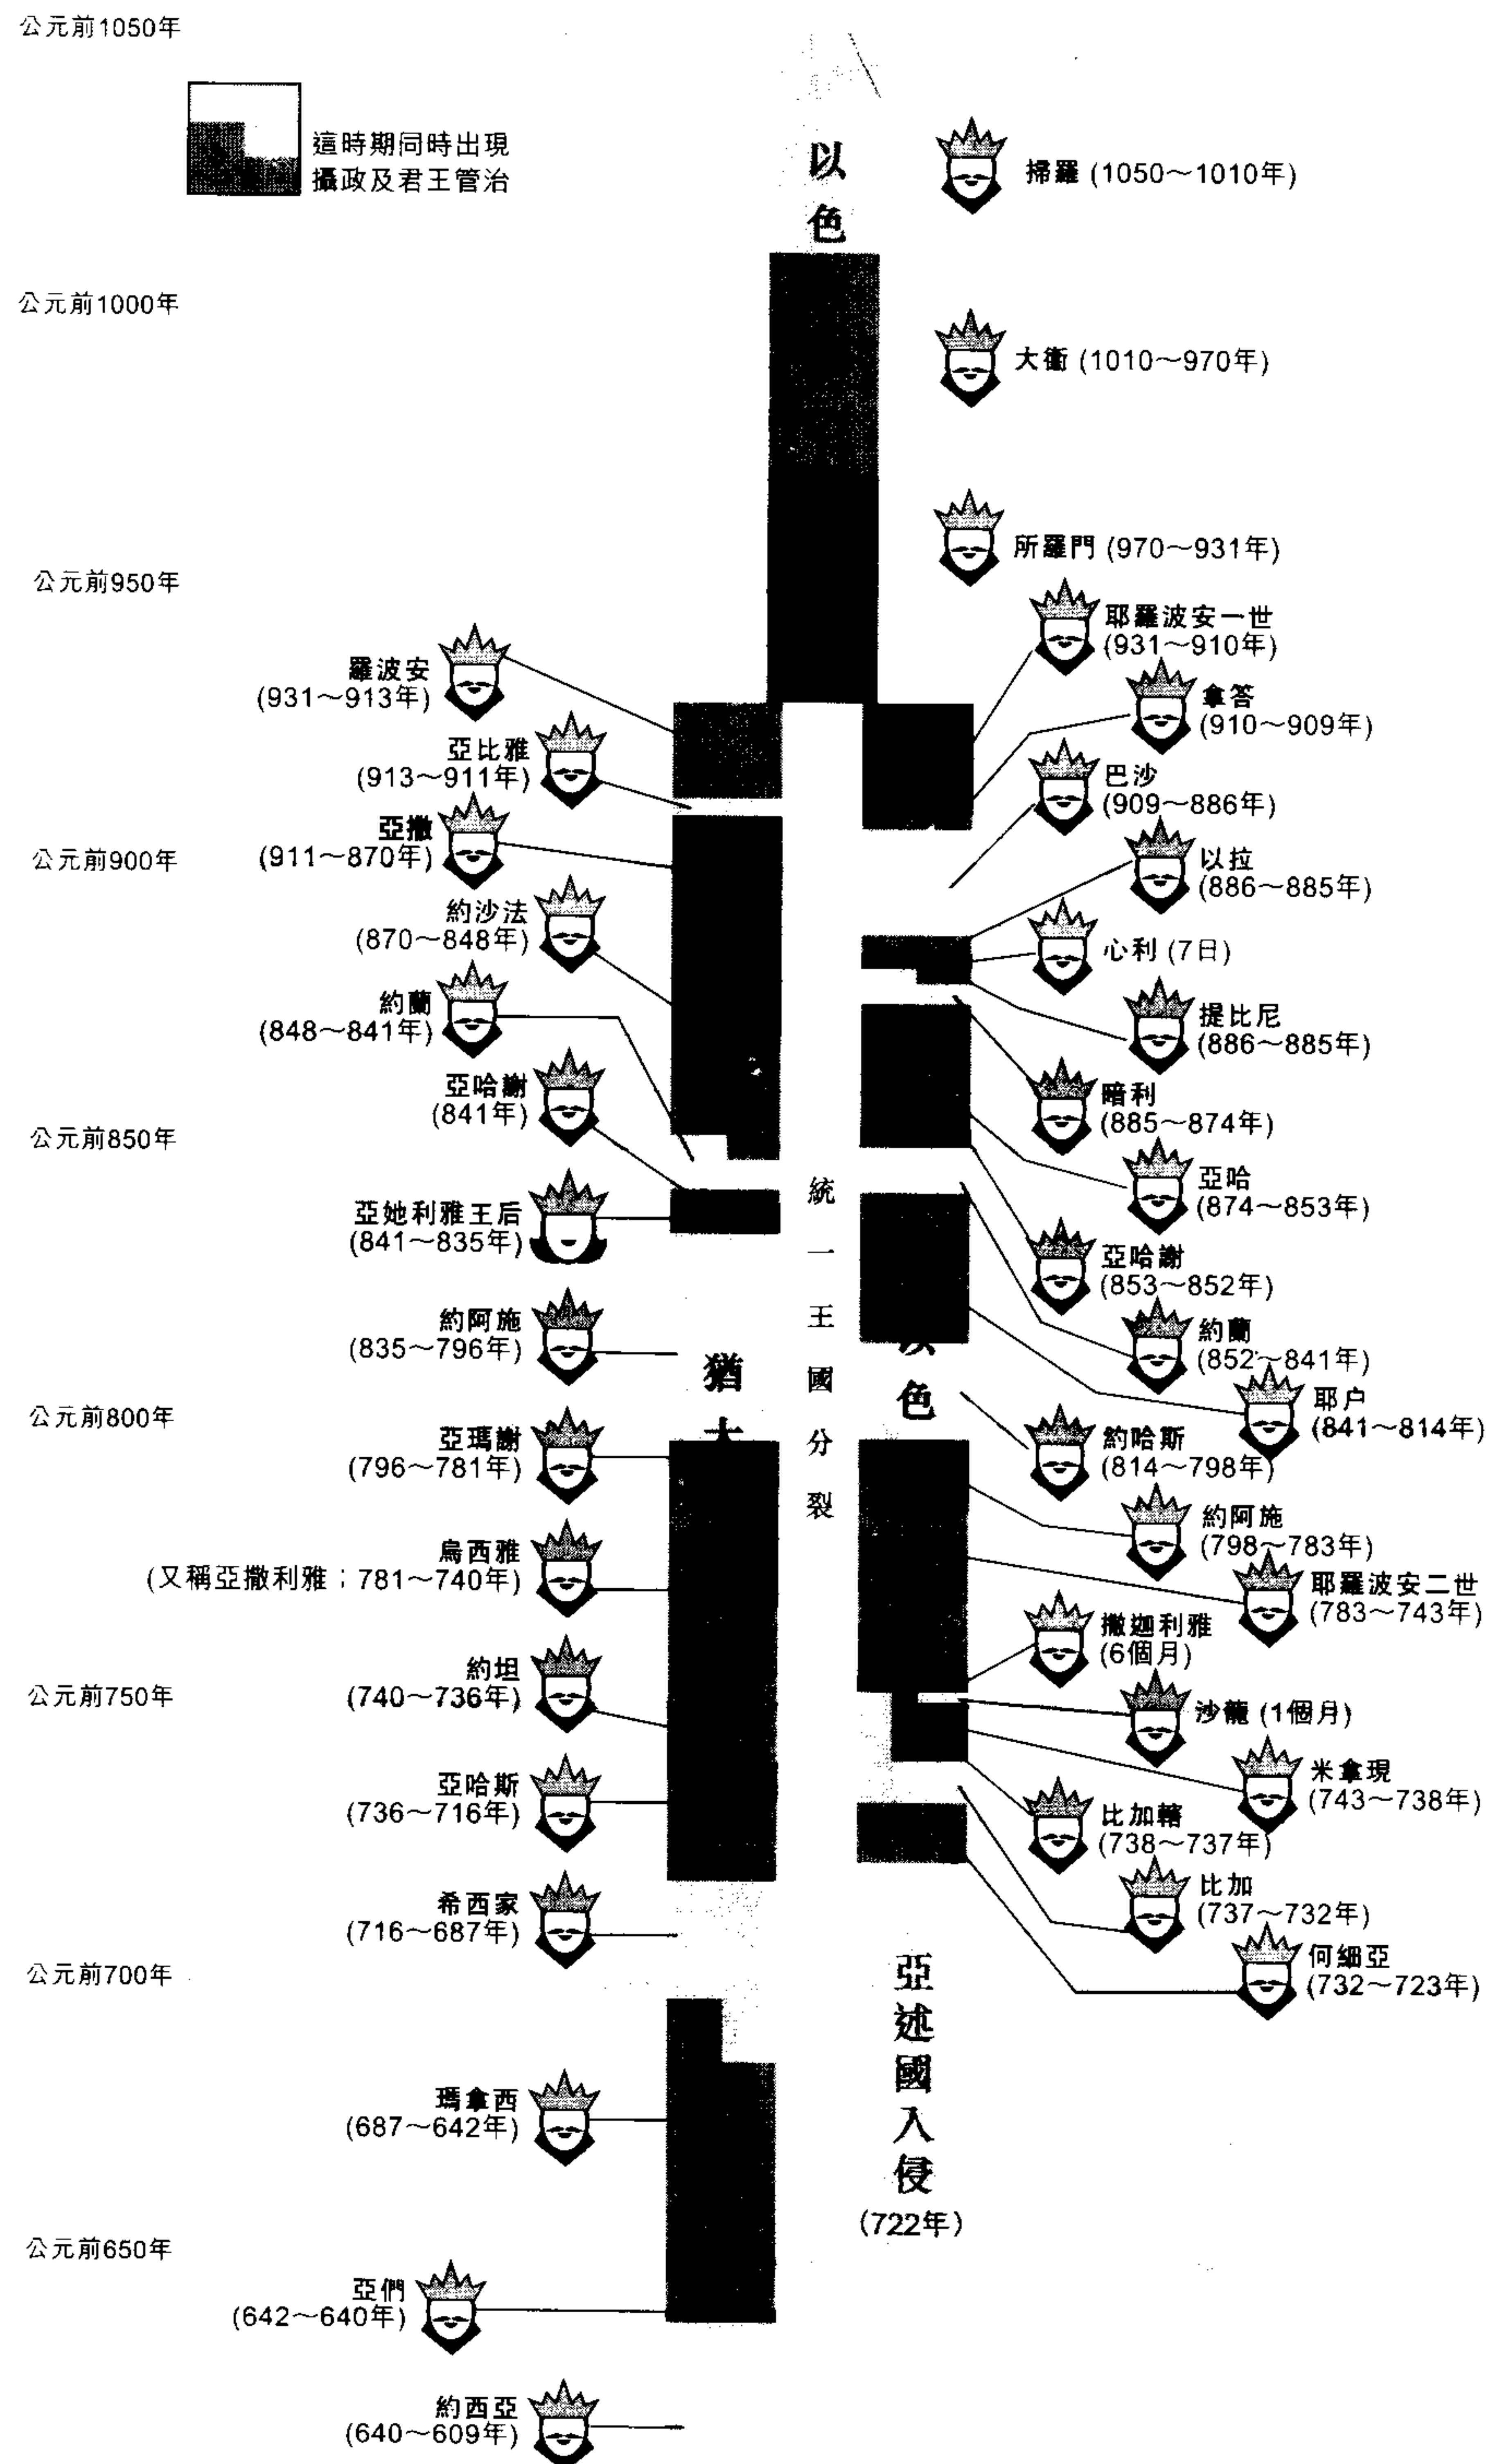 公元前1050年
這時期同時出現
攝政及君王管治
以
色
掃羅 (1050～1010年)
公元前1000年
大衞 (1010～970年)
所羅門 (970～931年)
公元前950年
耶羅波安一世
(931～910年)
羅波安
(931～913年)
拿答
(910～909年)
亞比雅
(913～911年)
巴沙
(909～886年)
亞撒
(911～870年)
公元前900年
以拉
(886～885年)
約沙法
(870～848年)
心利 (7日)
約蘭
(848～841年)
提比尼
(886～885年)
亞哈謝
(841年)
暗利
(885～874年)
公元前850年
亞哈
(874～853年)
亞她利雅王后
(841～835年)
亞哈謝
(853～852年)
統
一
王
國
分
裂
約阿施
(835～796年)
約蘭
(852～841年)
猶
色
耶户
(841～814年)
公元前800年
亞瑪謝
(796～781年)
約哈斯
(814～798年)
約阿施
(798～783年)
烏西雅
(又稱亞撒利雅；781～740年)
耶羅波安二世
(783～743年)
撒迦利雅
(6個月)
約坦
(740～736年)
公元前750年
沙龍 (1個月)
米拿現
(743～738年)
亞哈斯
(736～716年)
比加轄
(738～737年)
比加
(737～732年)
希西家
(716～687年)
何細亞
(732～723年)
公元前700年
亞
述
國
入
侵
(722年)
瑪拿西
(687～642年)
公元前650年
亞們
(642～640年)
約西亞
(640～609年)